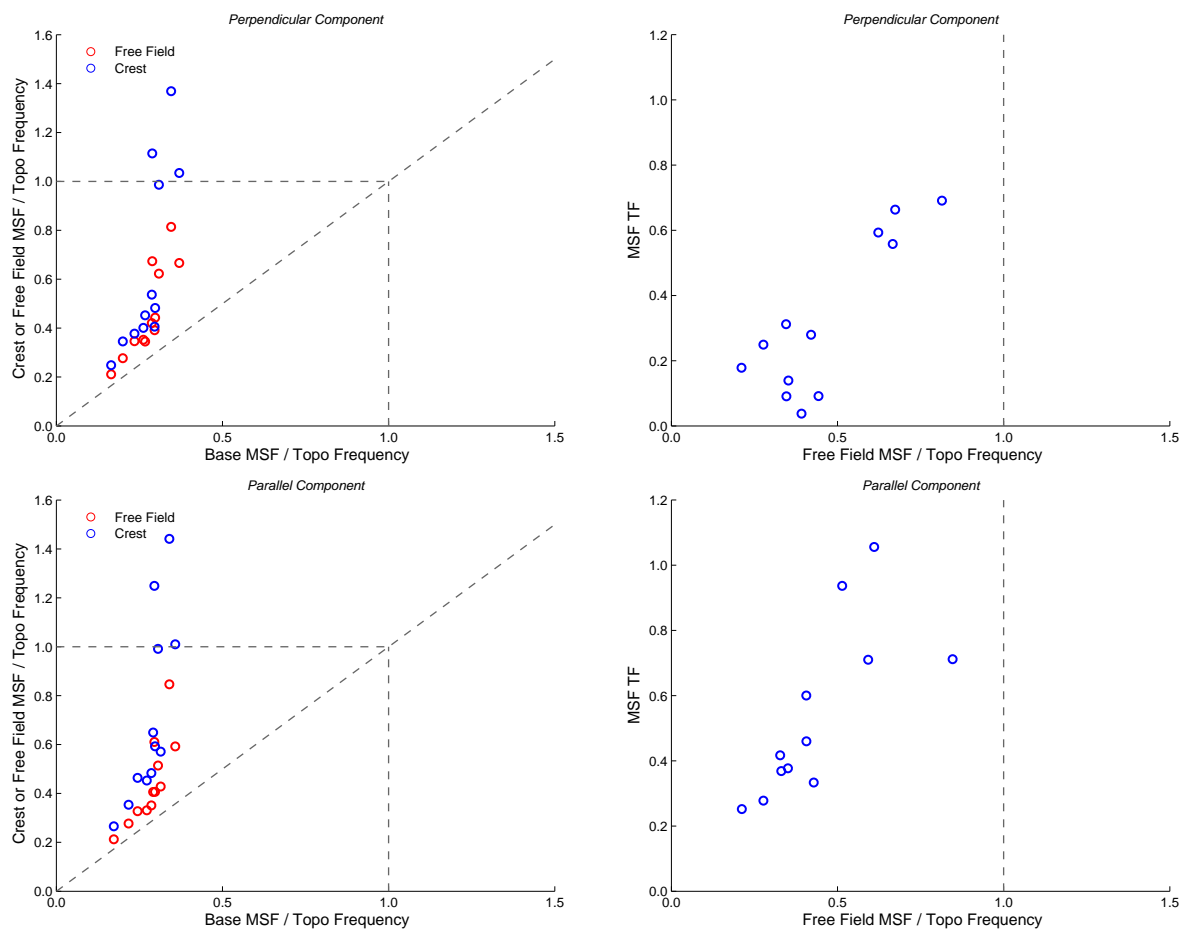 Perpendicular Component
1.6
1.4
1.2
1.0
0.8
0.6
0.4
0.2
0.0
Crest or Free Field MSF / Topo Frequency
Free Field
Crest
0.0 0.5 1.0 1.5
Base MSF / Topo Frequency
Perpendicular Component
1.2
1.0
0.8
0.6
0.4
0.2
0.0
MSF TF
0.0 0.5 1.0 1.5
Free Field MSF / Topo Frequency
Parallel Component
1.6
1.4
1.2
1.0
0.8
0.6
0.4
0.2
0.0
Crest or Free Field MSF / Topo Frequency
Free Field
Crest
0.0 0.5 1.0 1.5
Base MSF / Topo Frequency
Parallel Component
1.2
1.0
0.8
0.6
0.4
0.2
0.0
MSF TF
0.0 0.5 1.0 1.5
Free Field MSF / Topo Frequency